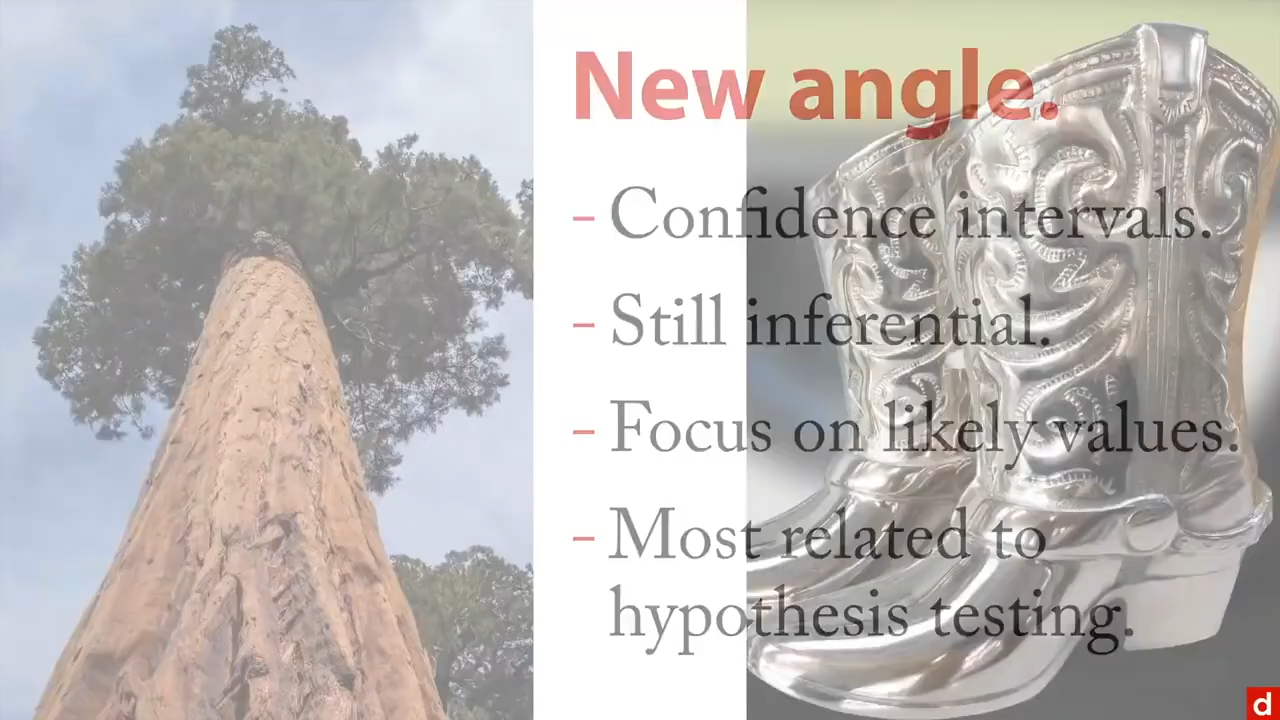 New angle.
– Confidence intervals.
– Still inferential.
– Focus on likely values.
– Most related to
hypothesis testing.
d